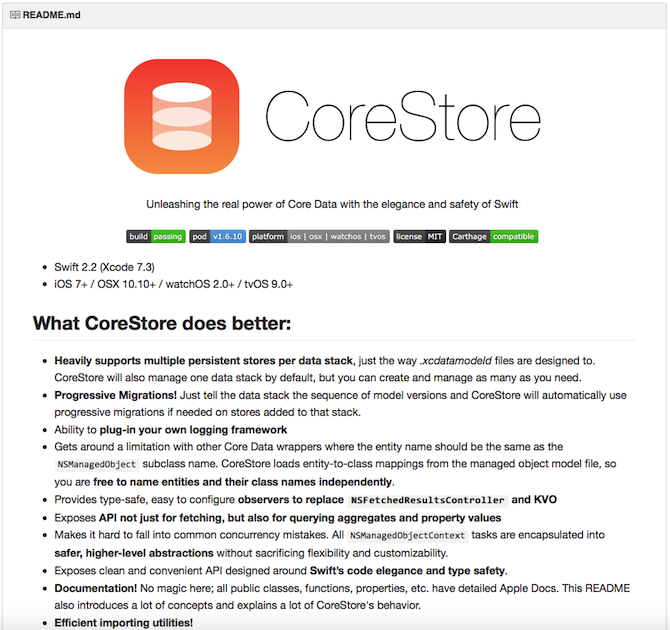 README.md
CoreStore
Unleashing the real power of Core Data with the elegance and safety of Swift
build passing pod v1.6.10 platform ios | osx | watchos | tvos license MIT Carthage compatible
• Swift 2.2 (Xcode 7.3)
• iOS 7+ / OSX 10.10+ / watchOS 2.0+ / tvOS 9.0+
What CoreStore does better:
• Heavily supports multiple persistent stores per data stack, just the way .xcdatamodeld files are designed to.
CoreStore will also manage one data stack by default, but you can create and manage as many as you need.
• Progressive Migrations! Just tell the data stack the sequence of model versions and CoreStore will automatically use
progressive migrations if needed on stores added to that stack.
• Ability to plug-in your own logging framework
• Gets around a limitation with other Core Data wrappers where the entity name should be the same as the
NSManagedObject subclass name. CoreStore loads entity-to-class mappings from the managed object model file, so
you are free to name entities and their class names independently.
• Provides type-safe, easy to configure observers to replace NSFetchedResultsController and KVO
• Exposes API not just for fetching, but also for querying aggregates and property values
• Makes it hard to fall into common concurrency mistakes. All NSManagedObjectContext tasks are encapsulated into
safer, higher-level abstractions without sacrificing flexibility and customizability.
• Exposes clean and convenient API designed around Swift's code elegance and type safety.
• Documentation! No magic here; all public classes, functions, properties, etc. have detailed Apple Docs. This README
also introduces a lot of concepts and explains a lot of CoreStore's behavior.
• Efficient importing utilities!